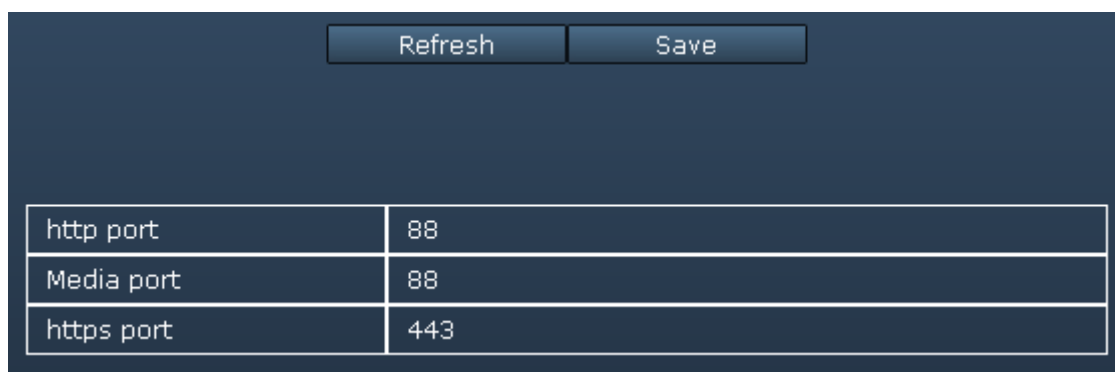 Refresh Save
http port 88
Media port 88
https port 443